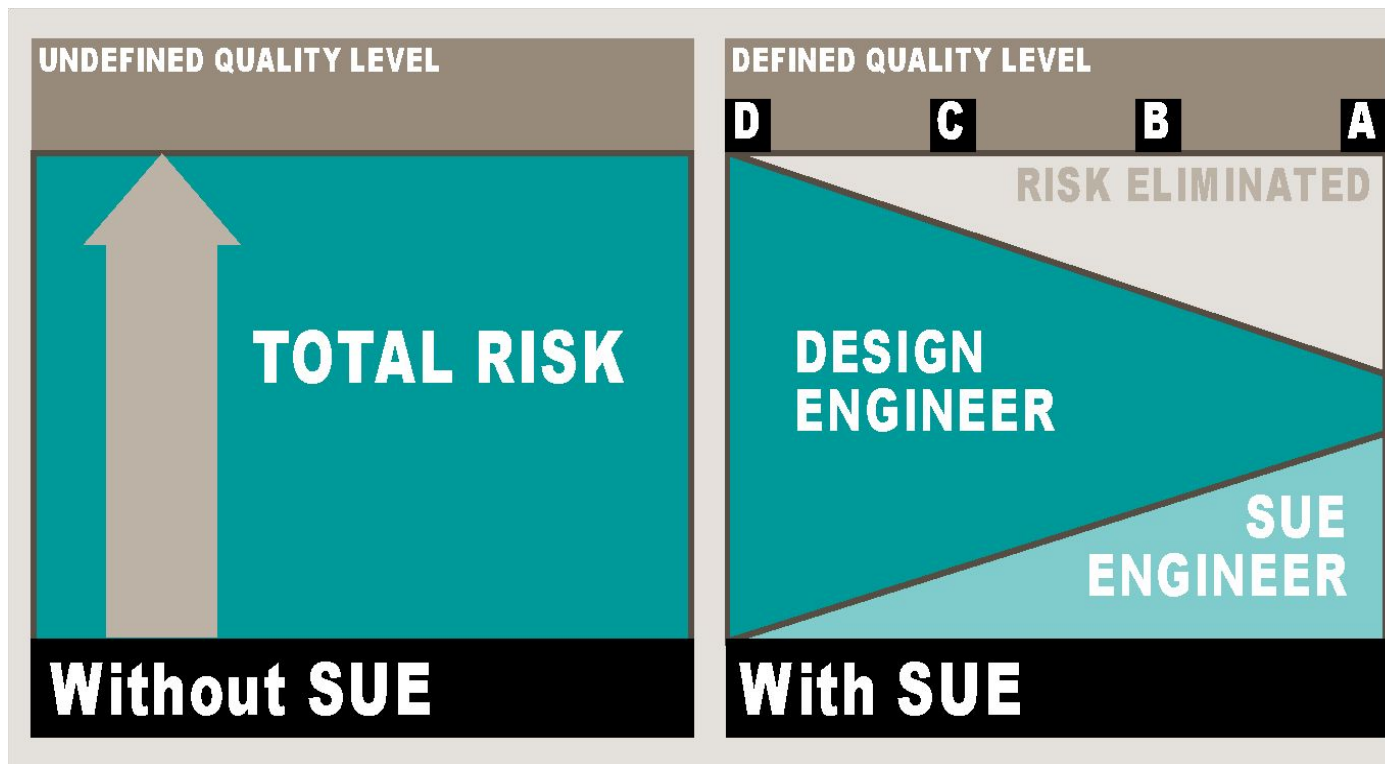 UNDEFINED QUALITY LEVEL
TOTAL RISK
Without SUE
DEFINED QUALITY LEVEL
D C B A
RISK ELIMINATED
DESIGN
ENGINEER
SUE
ENGINEER
With SUE